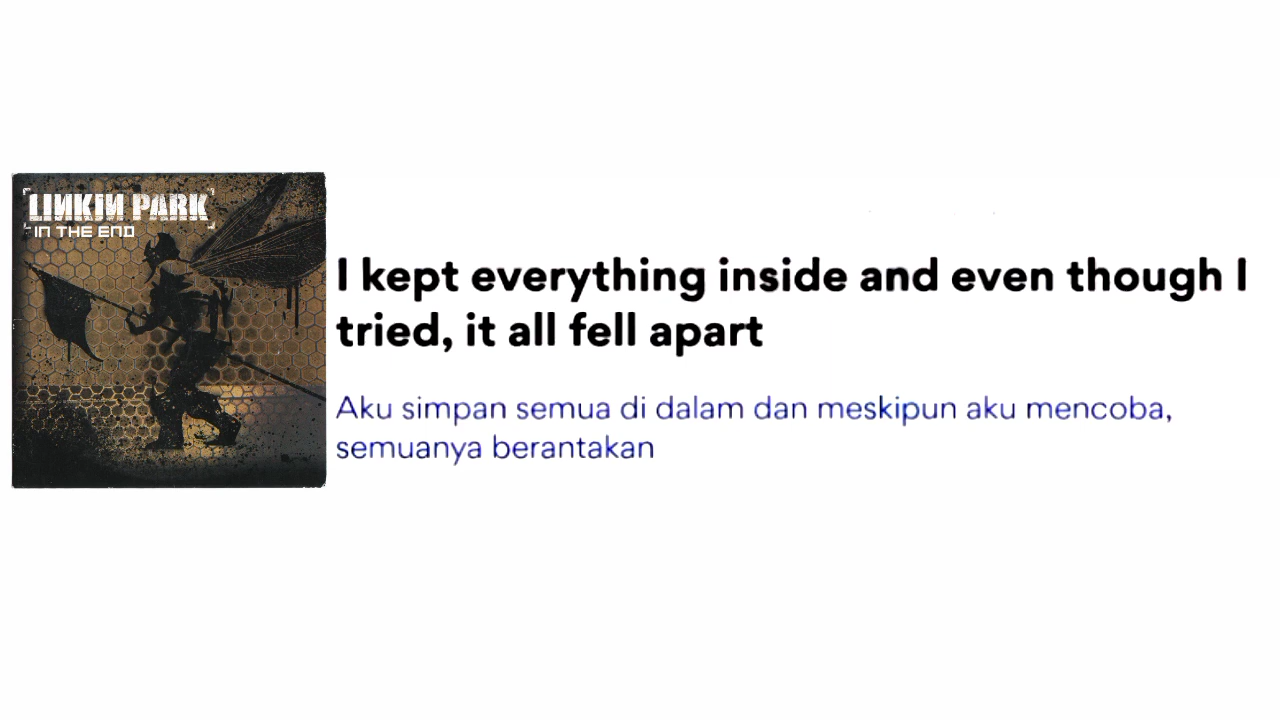 LINKIN PARK
IN THE END
I kept everything inside and even though I
tried, it all fell apart
Aku simpan semua di dalam dan meskipun aku mencoba,
semuanya berantakan